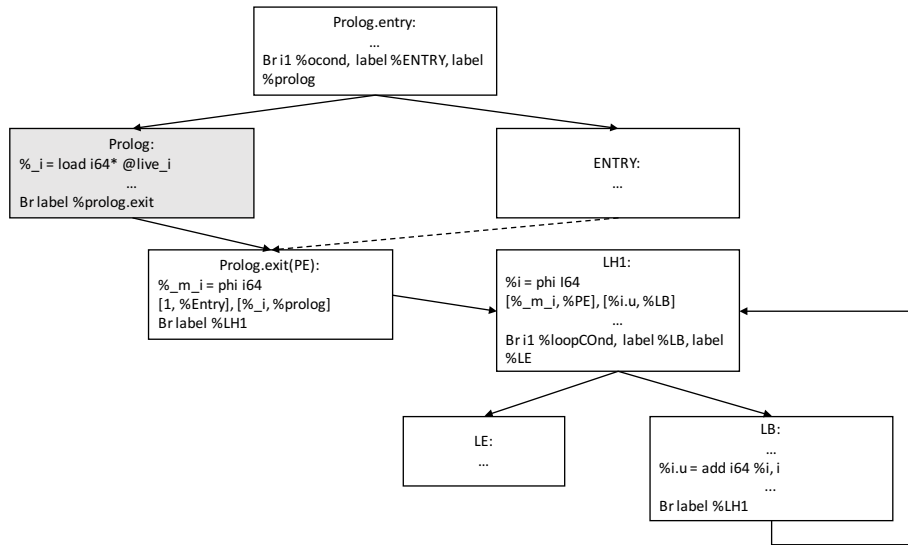 Prolog.entry:
...
Br i1 %ocond, label %ENTRY, label
%prolog
Prolog:
%_i = load i64* @live_i
...
Br label %prolog.exit
ENTRY:
...
Prolog.exit(PE):
%_m_i = phi i64
[1, %Entry], [%_i, %prolog]
Br label %LH1
LH1:
%i = phi I64
[%_m_i, %PE], [%i.u, %LB]
...
Br i1 %loopCOnd, label %LB, label
%LE
LE:
...
LB:
...
%i.u = add i64 %i, i
...
Br label %LH1